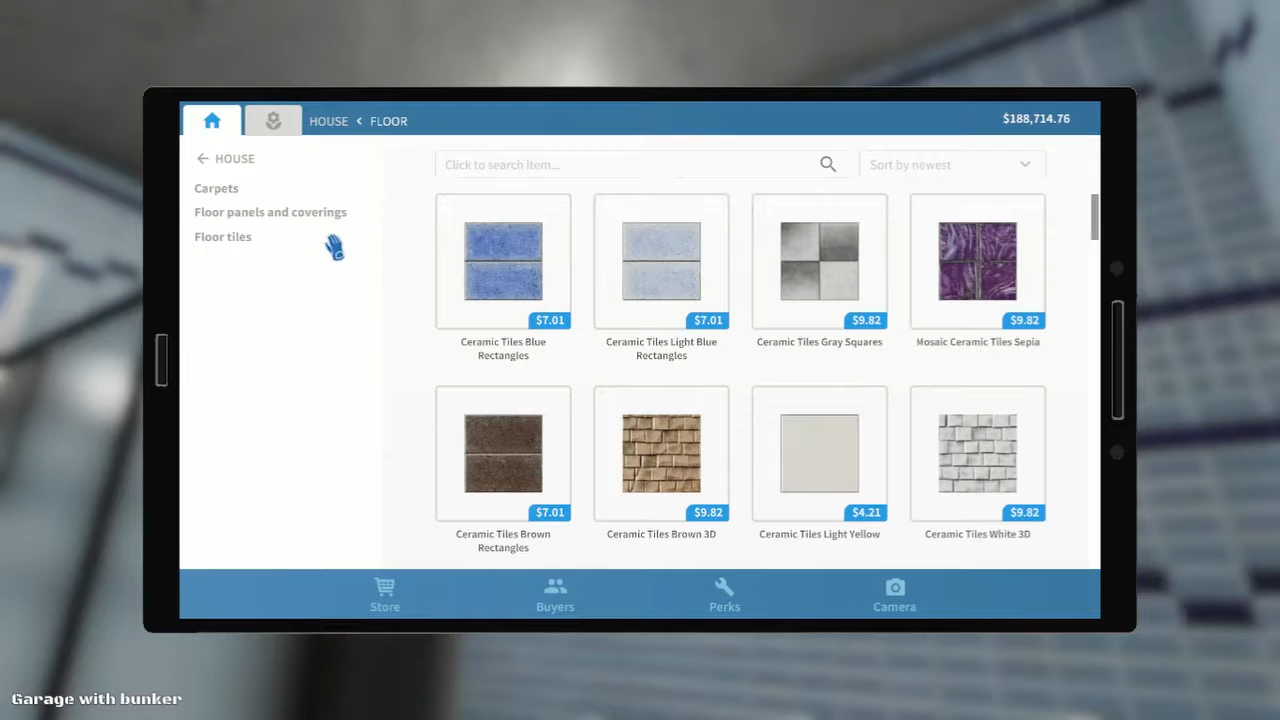 HOUSE < FLOOR
$188,714.76
← HOUSE
Carpets
Floor panels and coverings
Floor tiles
Click to search item...
Sort by newest
$7.01
$7.01
$9.82
$9.82
Ceramic Tiles Blue
Rectangles
Ceramic Tiles Light Blue
Rectangles
Ceramic Tiles Gray Squares
Mosaic Ceramic Tiles Sepia
$7.01
$9.82
$4.21
$9.82
Ceramic Tiles Brown
Rectangles
Ceramic Tiles Brown 3D
Ceramic Tiles Light Yellow
Ceramic Tiles White 3D
Store
Buyers
Perks
Camera
Garage with bunker